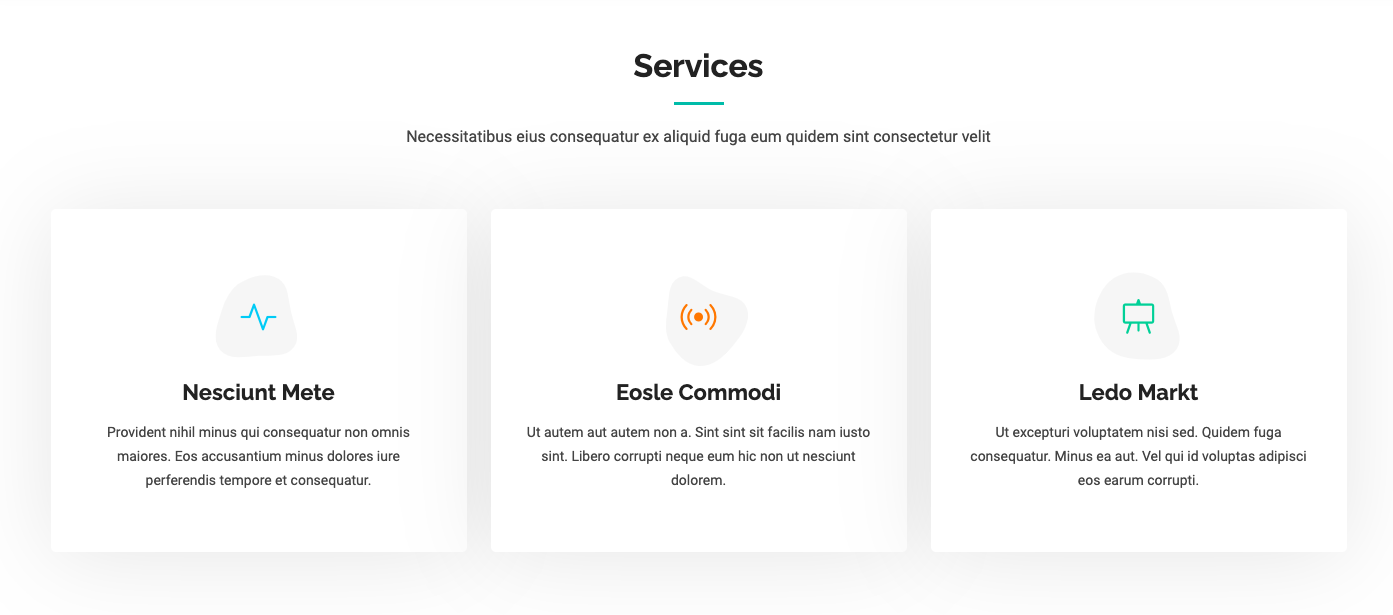 Services
Necessitatibus eius consequatur ex aliquid fuga eum quidem sint consectetur velit
Nesciunt Mete
Provident nihil minus qui consequatur non omnis
maiores. Eos accusantium minus dolores iure
perferendis tempore et consequatur.
Eosle Commodi
Ut autem aut autem non a. Sint sint sit facilis nam iusto
sint. Libero corrupti neque eum hic non ut nesciunt
dolorem.
Ledo Markt
Ut excepturi voluptatem nisi sed. Quidem fuga
consequatur. Minus ea aut. Vel qui id voluptas adipisci
eos earum corrupti.